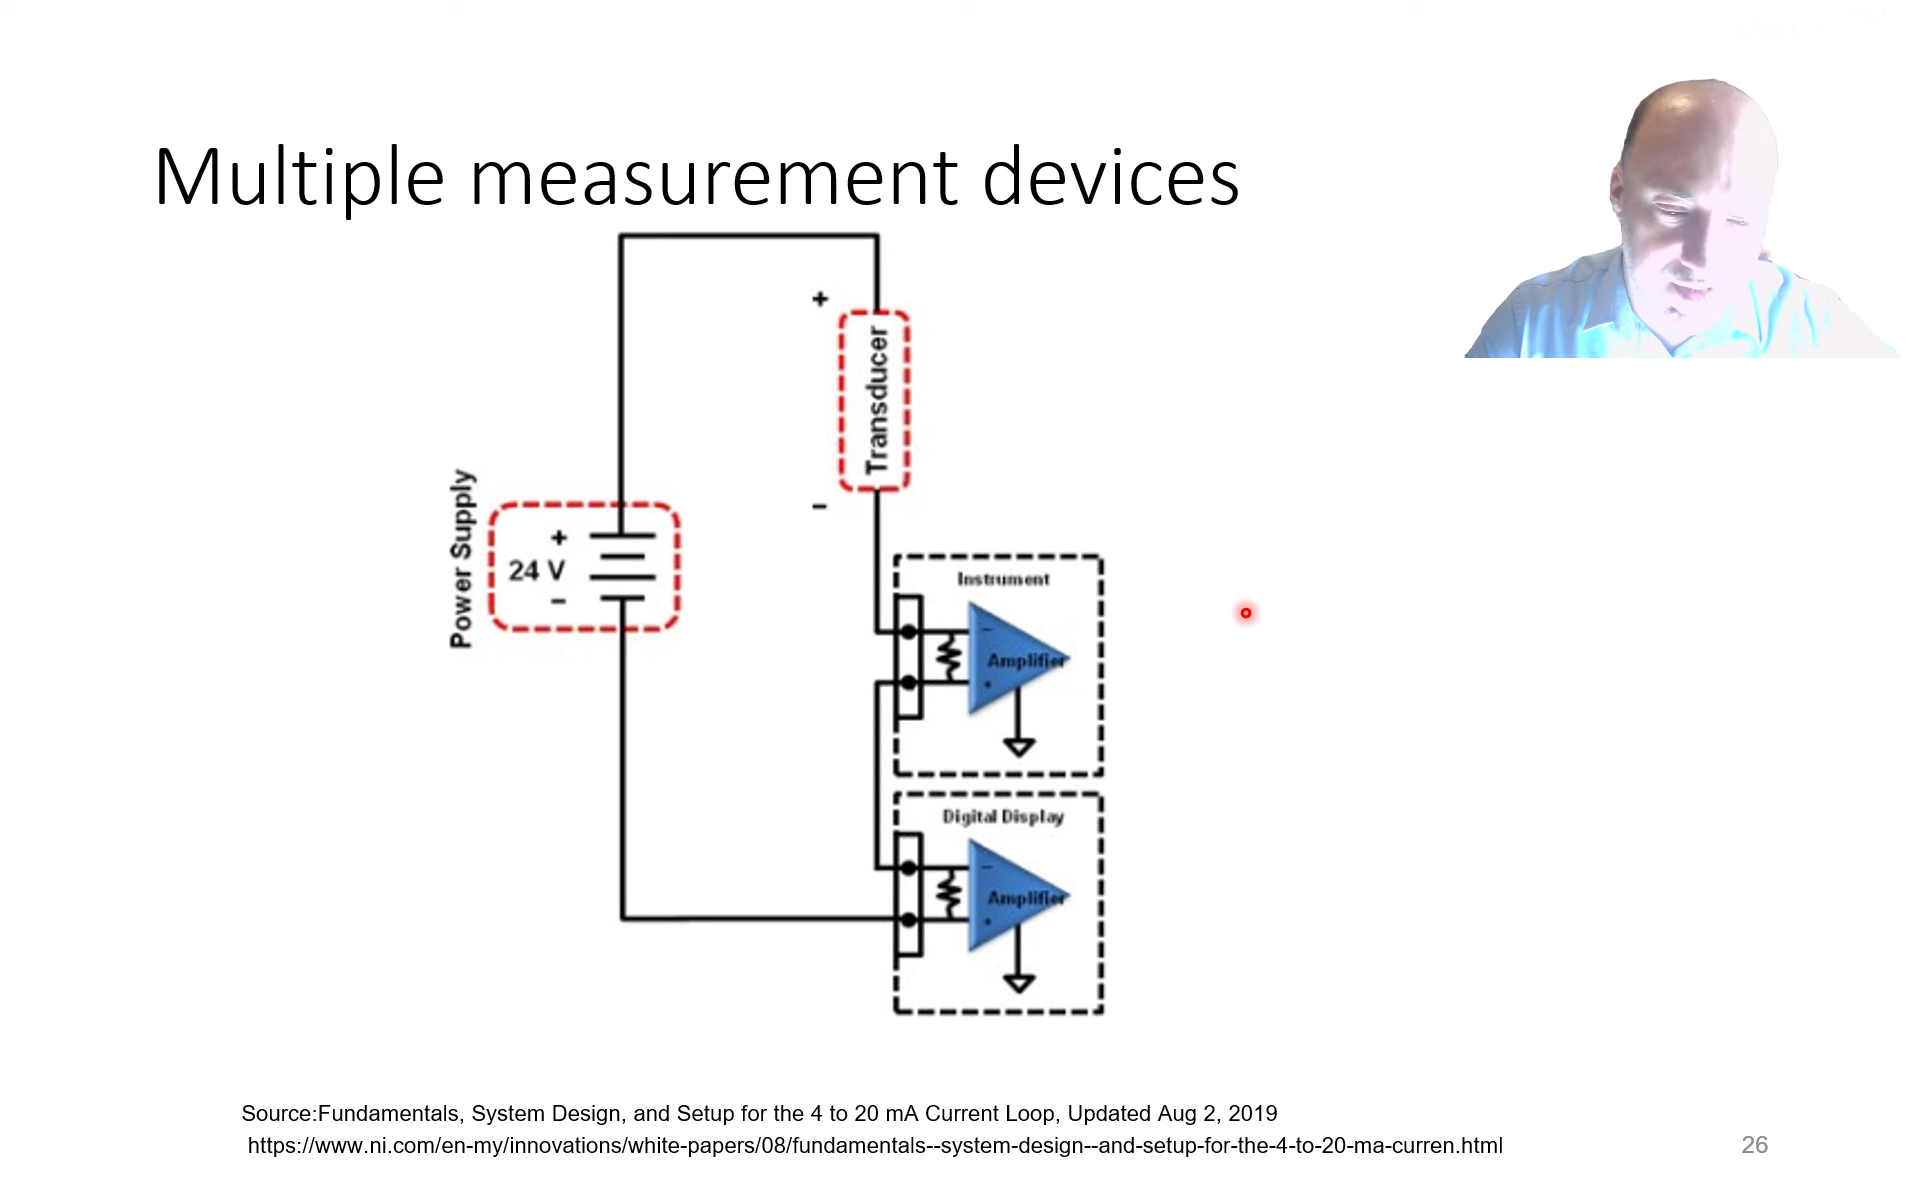 Multiple measurement devices
+
Transducer
−
Power Supply
+
24 V
−
Instrument
−
Amplifier
Digital Display
−
Amplifier
Source:Fundamentals, System Design, and Setup for the 4 to 20 mA Current Loop, Updated Aug 2, 2019
https://www.ni.com/en-my/innovations/white-papers/08/fundamentals--system-design--and-setup-for-the-4-to-20-ma-curren.html
26